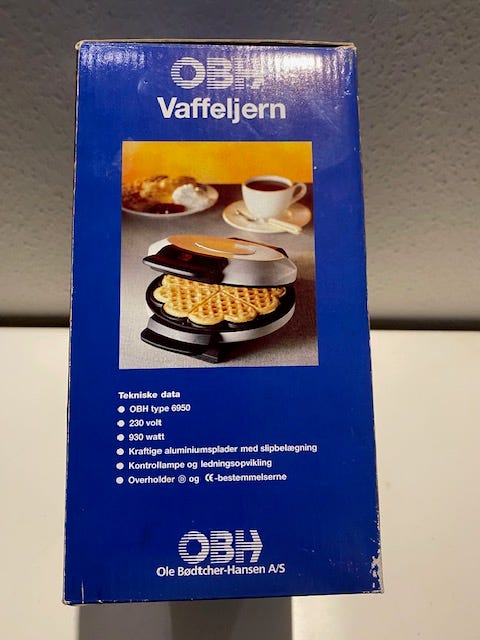 OBH
Vaffeljern
Tekniske data
● OBH type 6950
● 230 volt
● 930 watt
● Kraftige aluminiumsplader med slipbelægning
● Kontrollampe og ledningsopvikling
● Overholder Ⓓ og CE-bestemmelserne
OBH
Ole Bødtcher-Hansen A/S